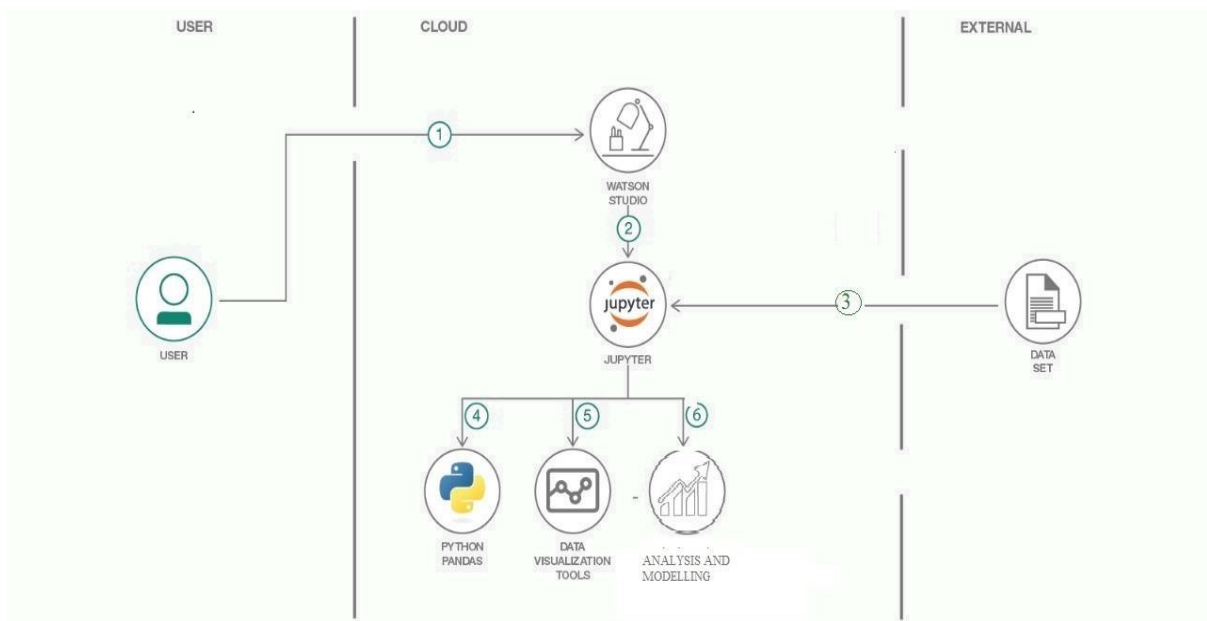 USER
CLOUD
EXTERNAL
1
WATSON
STUDIO
2
jupyter
JUPYTER
3
USER
DATA
SET
4
5
6
PYTHON
PANDAS
DATA
VISUALIZATION
TOOLS
ANALYSIS AND
MODELLING